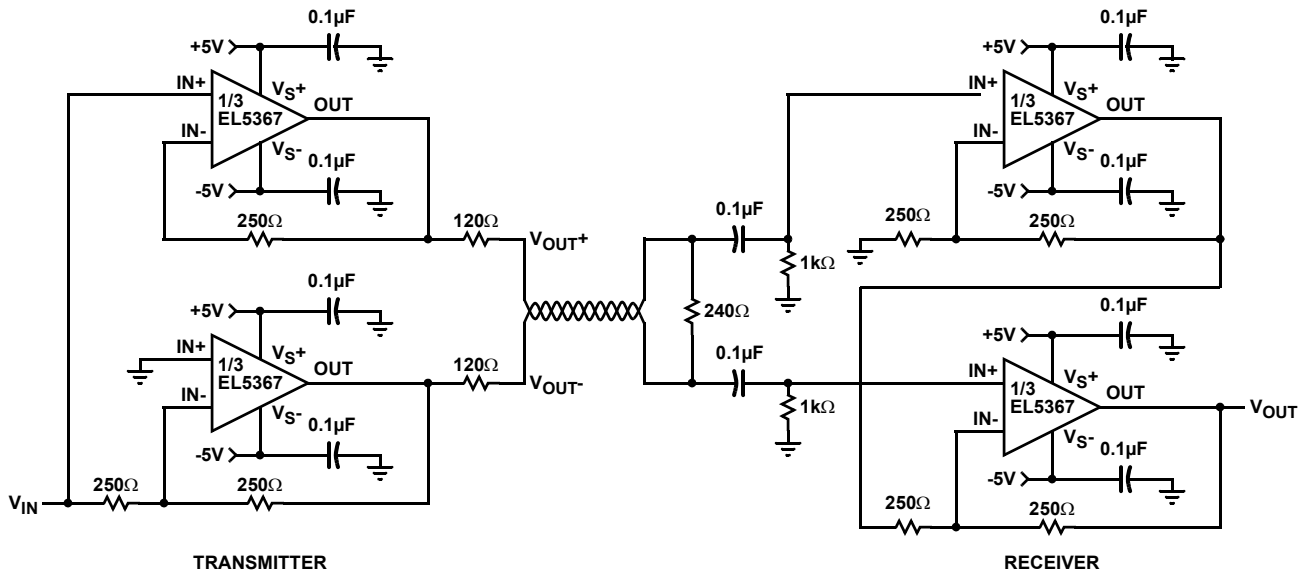 0.1µF
+5V
IN+
VS+
1/3
EL5367
OUT
IN-
VS-
0.1µF
-5V
250Ω
120Ω
VOUT+
0.1µF
+5V
IN+
VS+
1/3
EL5367
OUT
IN-
VS-
0.1µF
-5V
120Ω
VOUT-
250Ω
250Ω
VIN
TRANSMITTER
0.1µF
1kΩ
240Ω
0.1µF
1kΩ
0.1µF
+5V
IN+
VS+
1/3
EL5367
OUT
IN-
VS-
0.1µF
-5V
250Ω
250Ω
0.1µF
+5V
IN+
VS+
1/3
EL5367
OUT
IN-
VS-
0.1µF
-5V
VOUT
250Ω
250Ω
RECEIVER